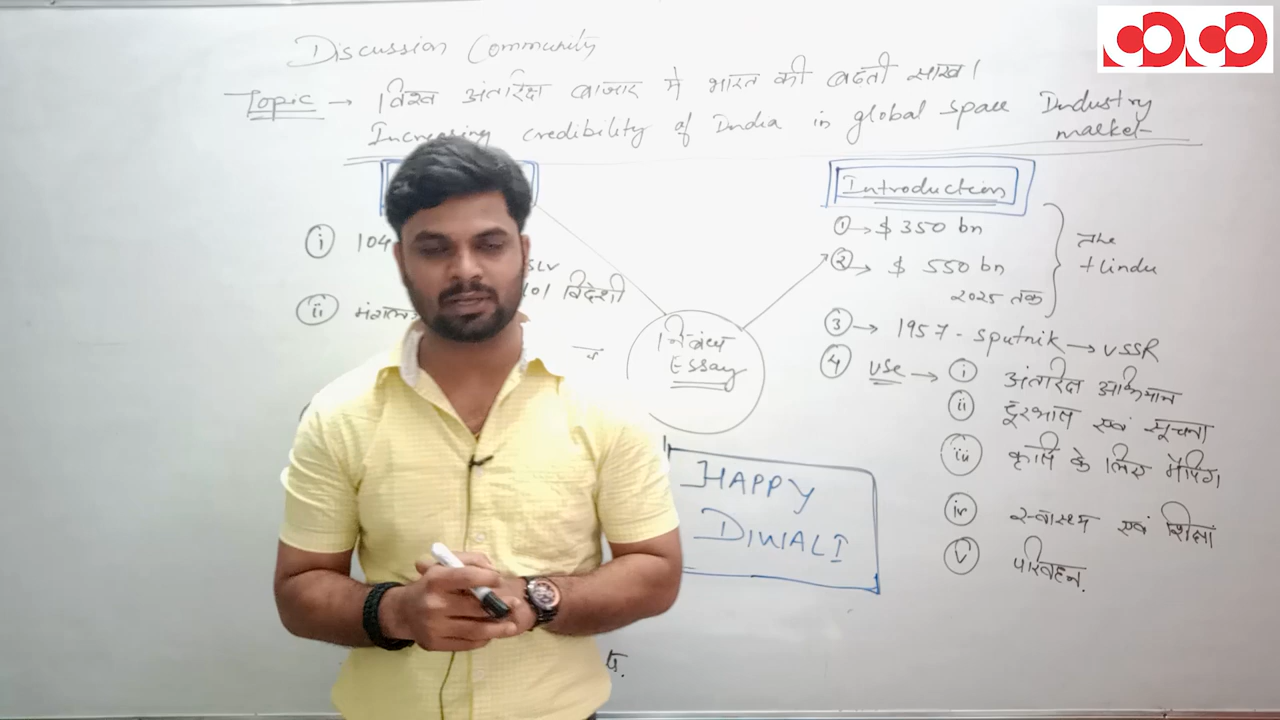 Discussion Community
Topic → विश्व अंतरिक्ष बाजार मे भारत की बढती साख।
Increasing credibility of India in global space Industry market
Introduction
① → $ 350 bn
② → $ 550 bn
2025 तक
The Hindu
③ → 1957 - Sputnik → USSR
④ use → ⓘ अंतरिक्ष अभियान
ii दूरभाष एवं सूचना
iii कृषि के लिए मैपिंग
iv स्वास्थ्य एवं शिक्षा
v परिवहन.
i 104
SLV
101 विदेशी
ii
निबंध
Essay
HAPPY
DIWALI